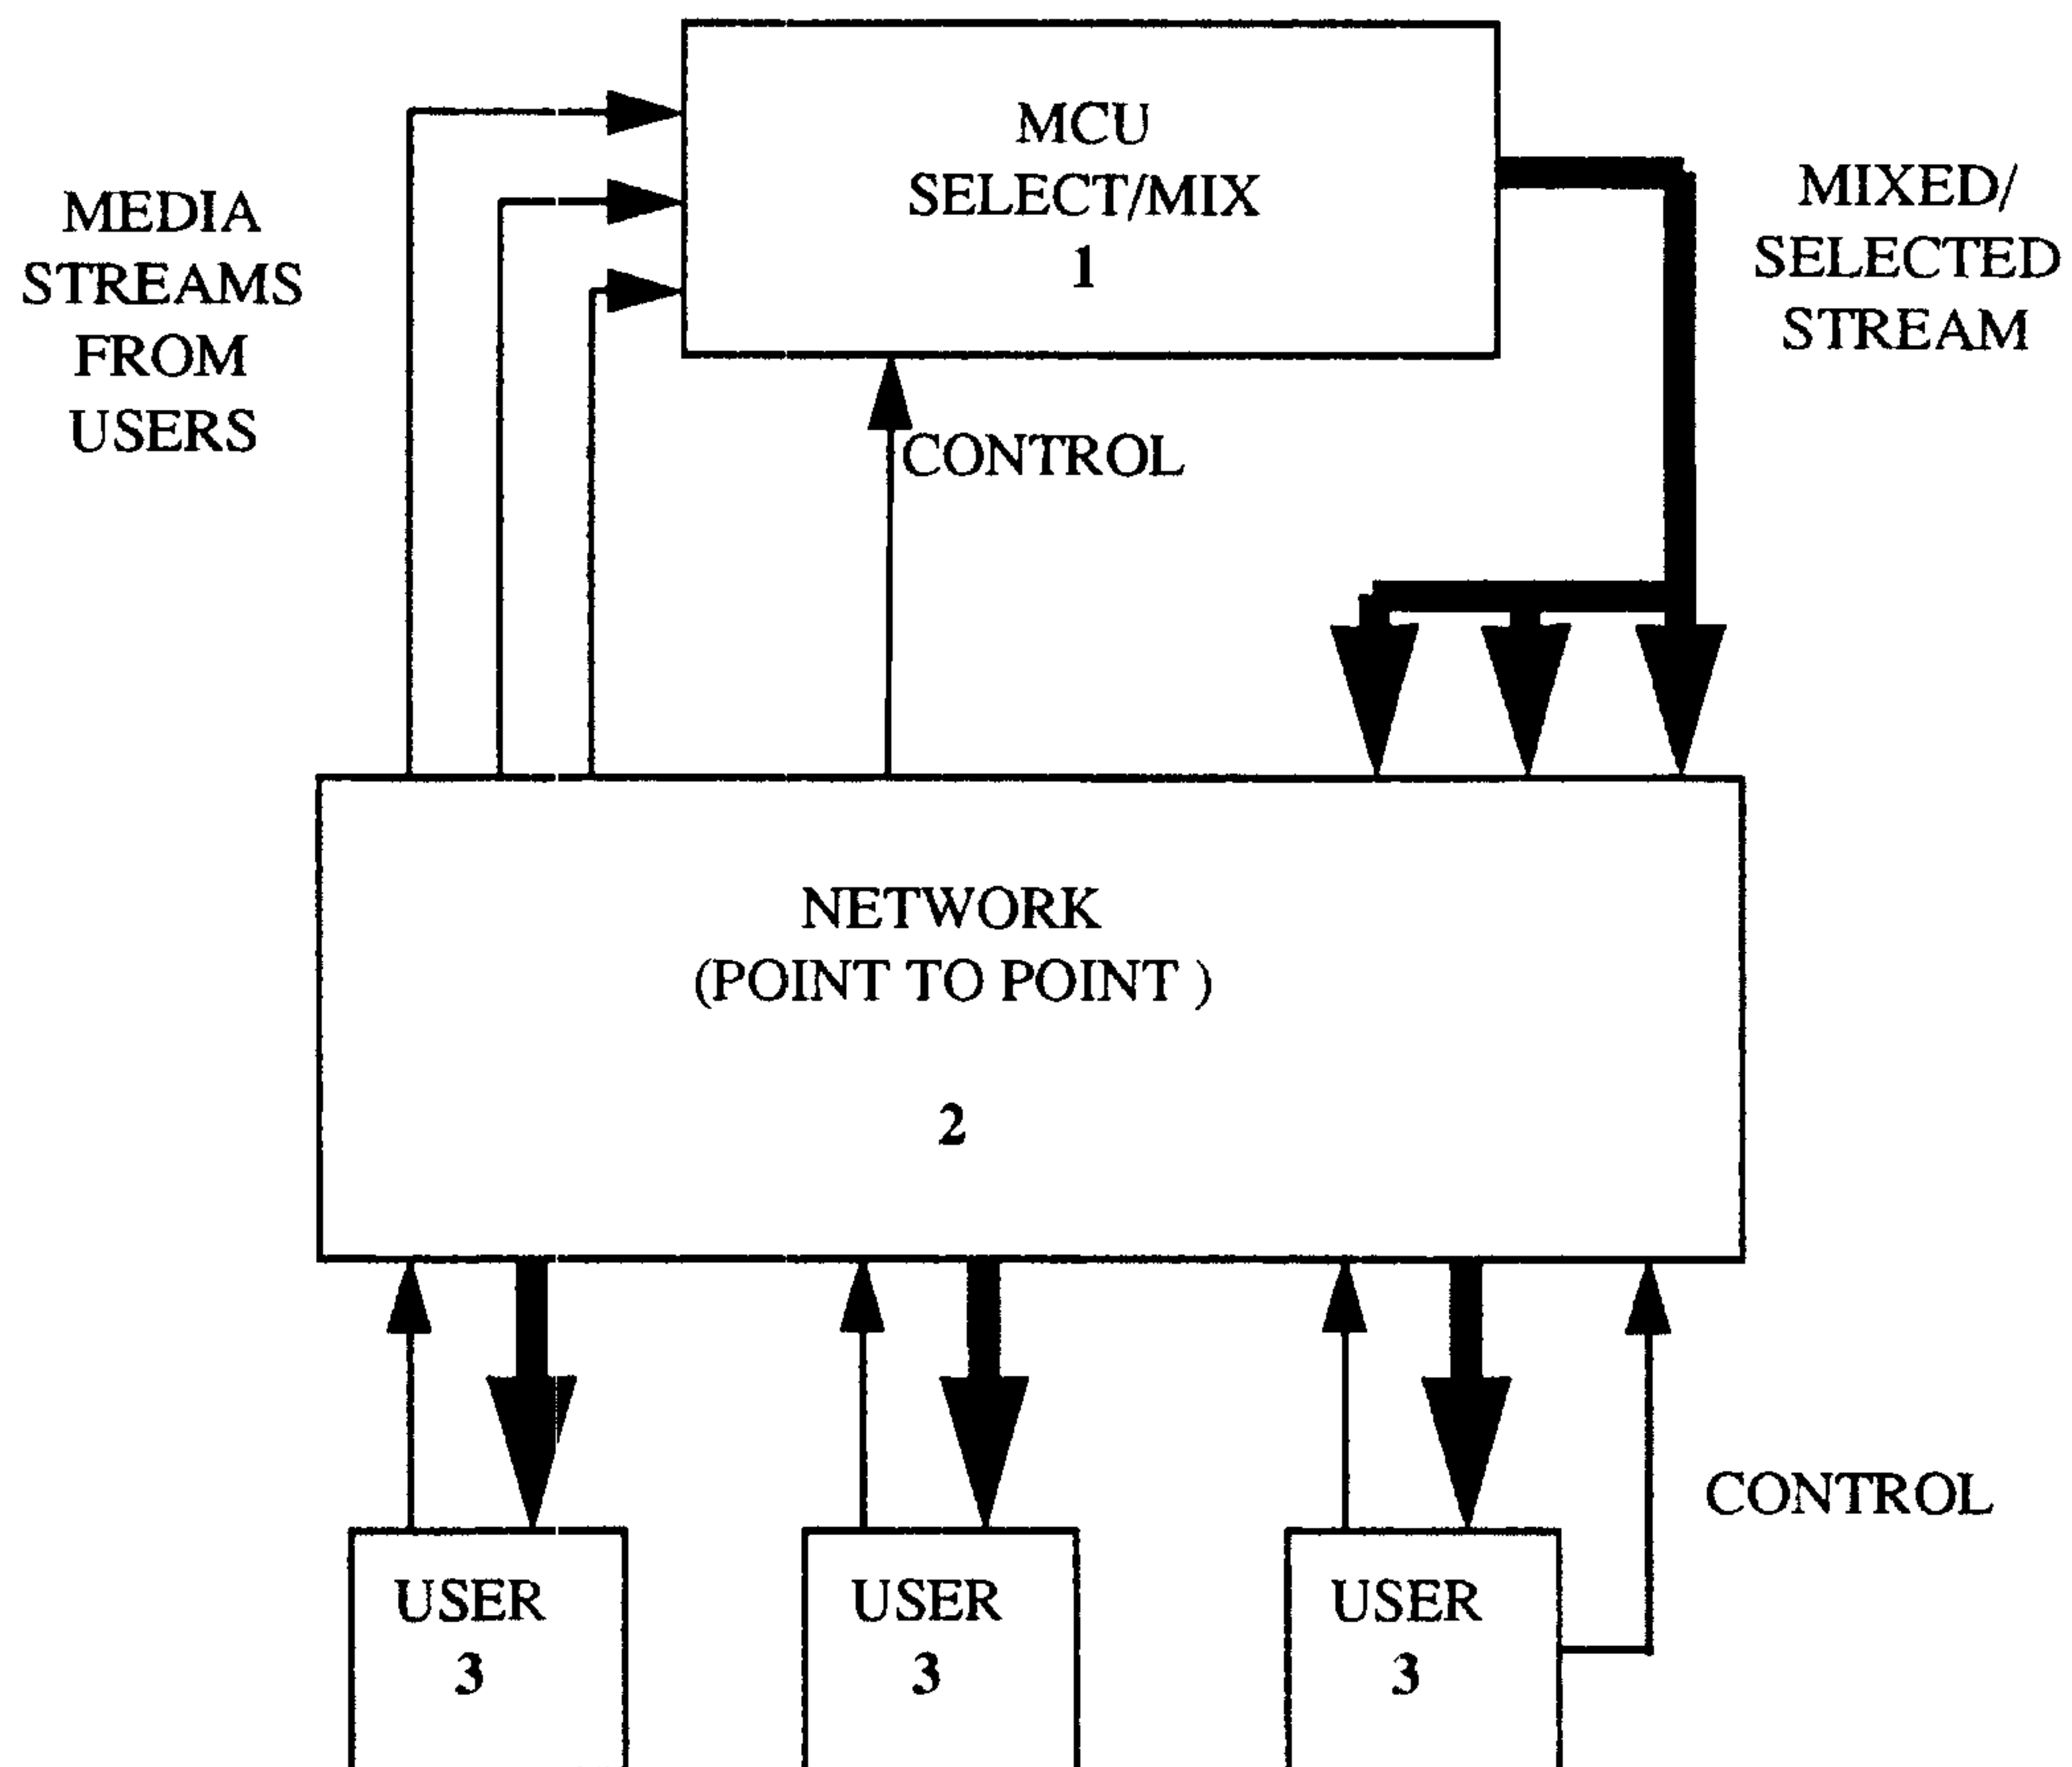 MCU
SELECT/MIX
1
MEDIA
STREAMS
FROM
USERS
MIXED/
SELECTED
STREAM
CONTROL
NETWORK
(POINT TO POINT )
2
CONTROL
USER
3
USER
3
USER
3